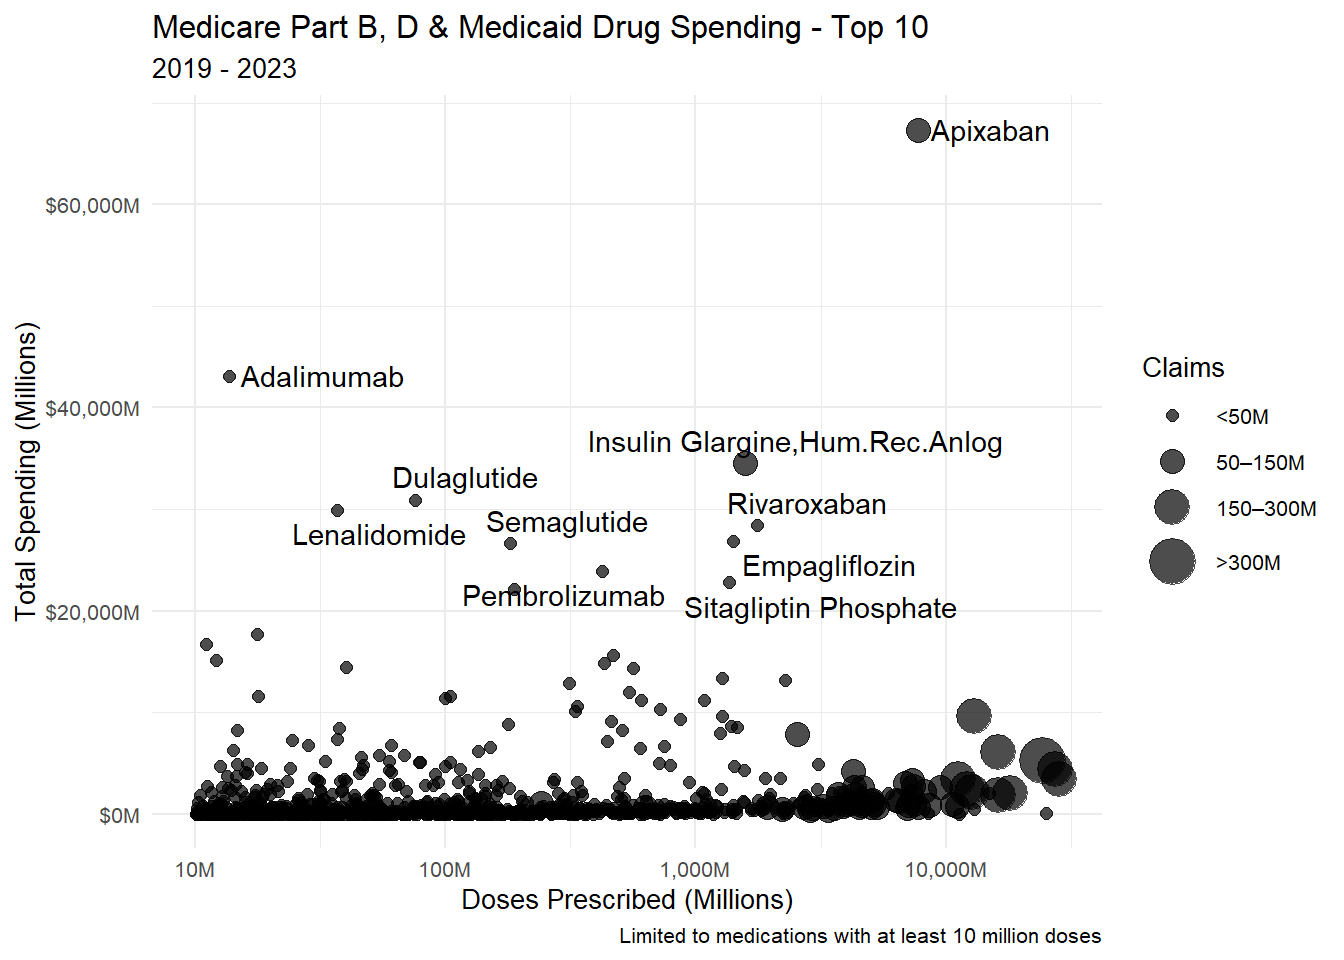 Medicare Part B, D & Medicaid Drug Spending - Top 10
2019 - 2023
Total Spending (Millions)
$60,000M
$40,000M
$20,000M
$0M
Apixaban
Adalimumab
Insulin Glargine,Hum.Rec.Anlog
Dulaglutide
Rivaroxaban
Semaglutide
Lenalidomide
Empagliflozin
Pembrolizumab
Sitagliptin Phosphate
10M
100M
1,000M
10,000M
Doses Prescribed (Millions)
Limited to medications with at least 10 million doses
Claims
<50M
50–150M
150–300M
>300M